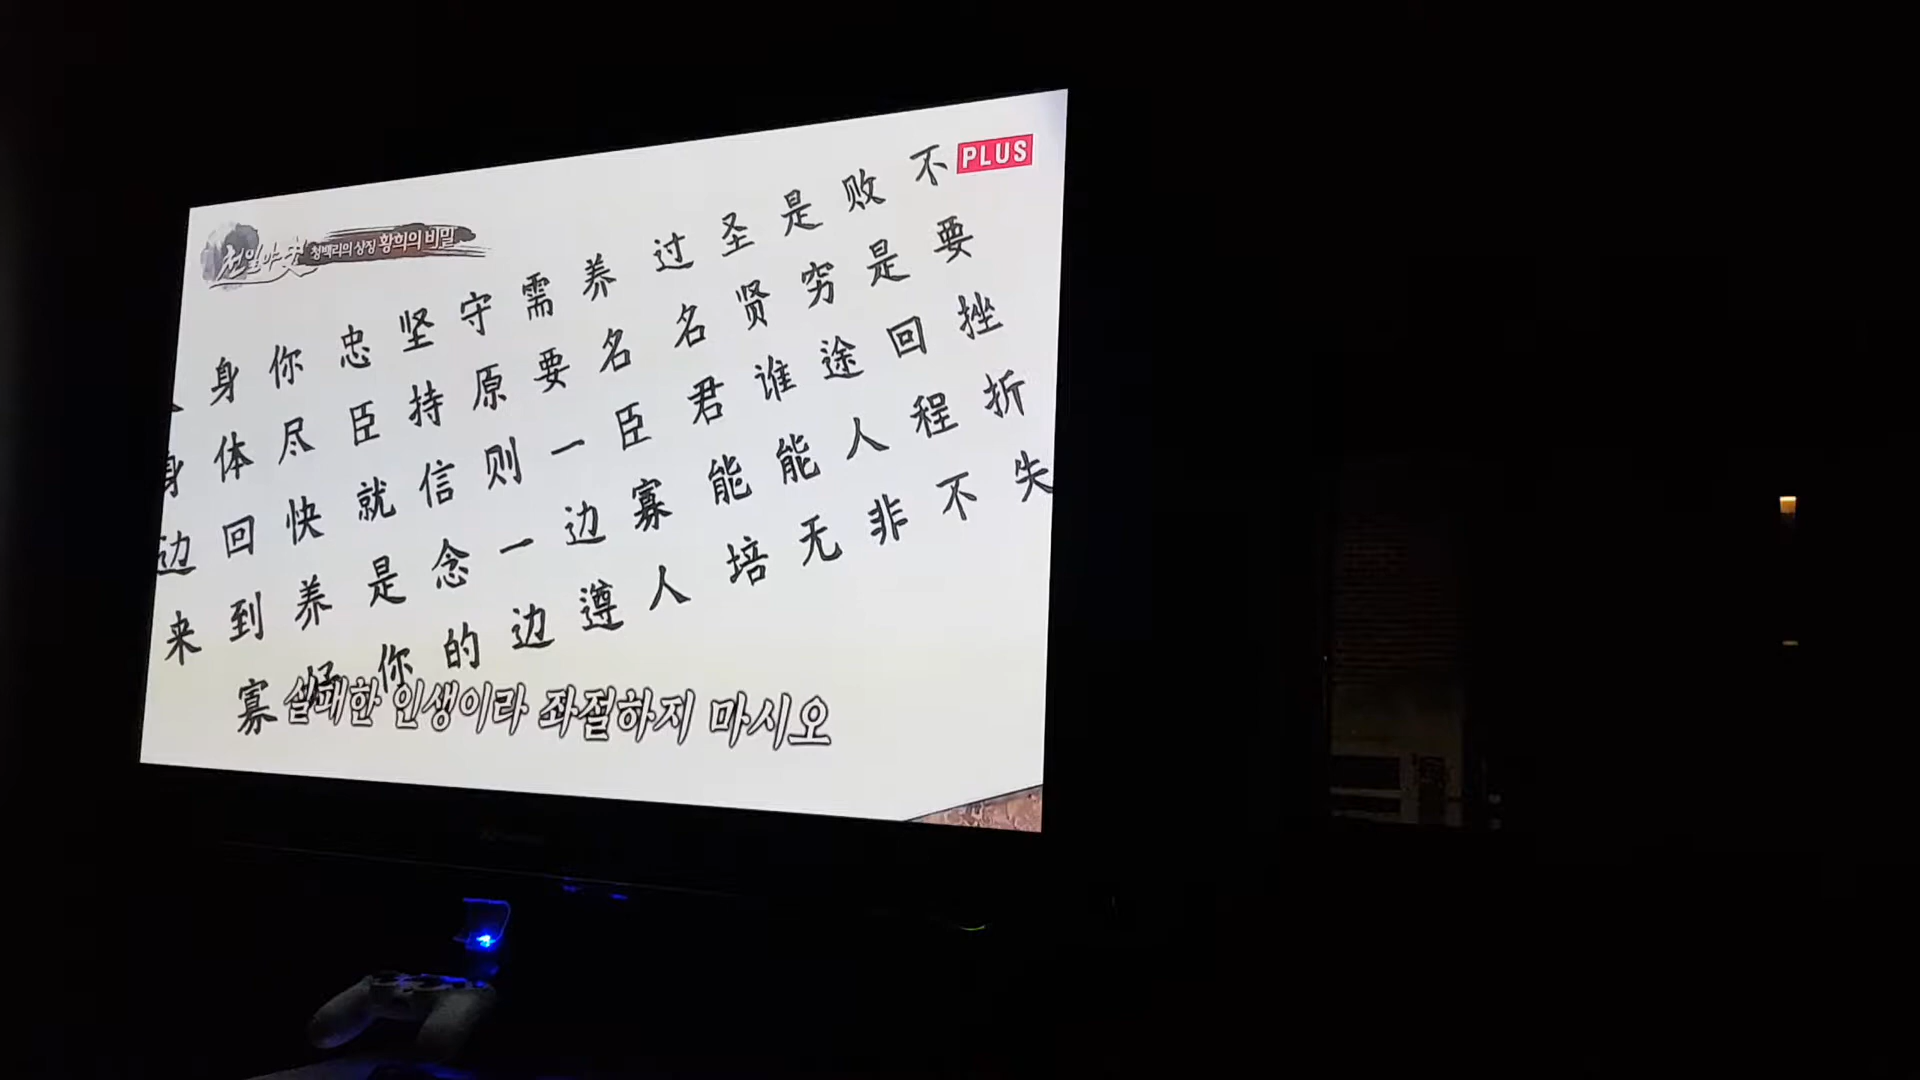 천일야史 청백리의 상징 황희의 비밀
PLUS
不要挫折失
败是回程不
是穷途人非
圣贤谁能无
过名君能培
养名臣寡人
需要一边遵
守原则一边
坚持信念的
忠臣就是你
你尽快养好
身体回到寡
人身边来
실패한 인생이라 좌절하지 마시오